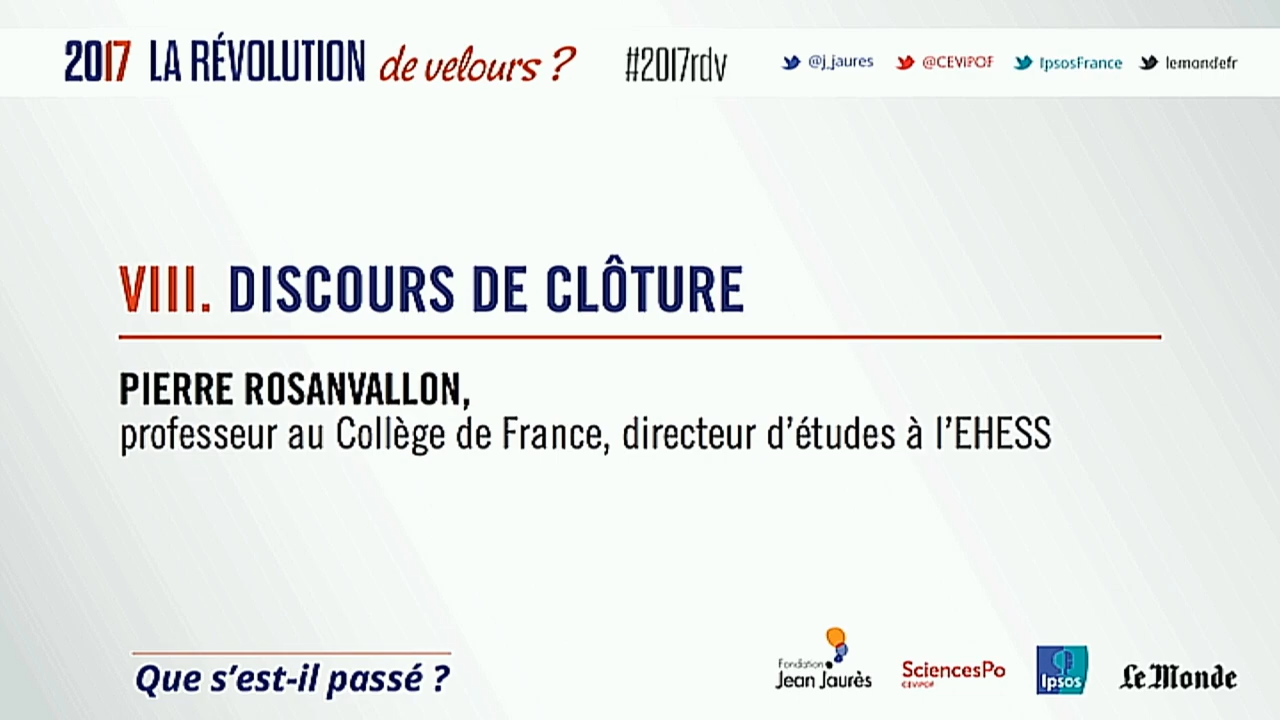 2017 LA RÉVOLUTION de velours ? #2017rdv @j_jaures @CEVIPOF IpsosFrance lemondefr
VIII. DISCOURS DE CLÔTURE
PIERRE ROSANVALLON,
professeur au Collège de France, directeur d'études à l'EHESS
Que s'est-il passé ?
Fondation
Jean Jaurès
SciencesPo
CEVIPOF
Ipsos
Le Monde